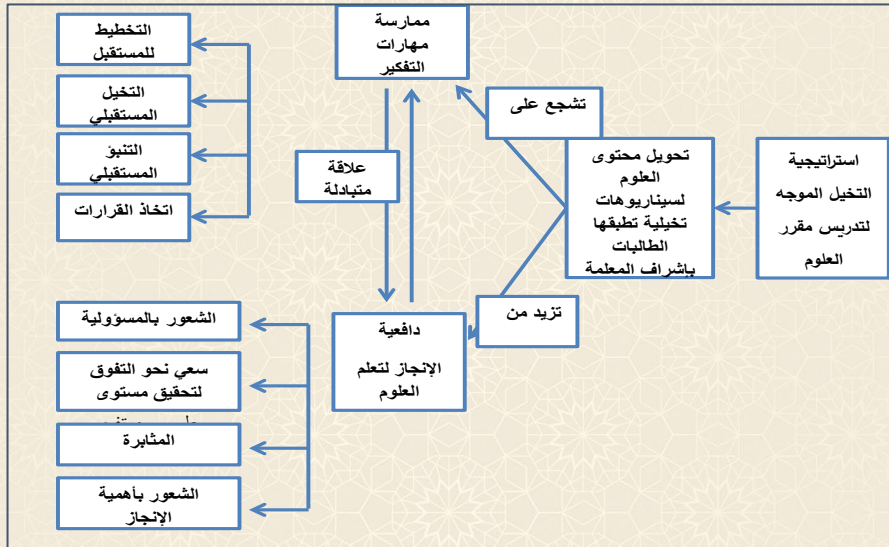 استراتيجية
التخيل الموجه
لتدريس مقرر
العلوم
تحويل محتوى
العلوم
لسيناريوهات
تخيلية تطبقها
الطالبات
بإشراف المعلمة
تشجع على
تزيد من
ممارسة
مهارات
التفكير
علاقة
متبادلة
دافعية
الإنجاز لتعلم
العلوم
التخطيط
للمستقبل
التخيل
المستقبلي
التنبؤ
المستقبلي
اتخاذ القرارات
الشعور بالمسؤولية
سعي نحو التفوق
لتحقيق مستوى
المثابرة
الشعور بأهمية
الإنجاز